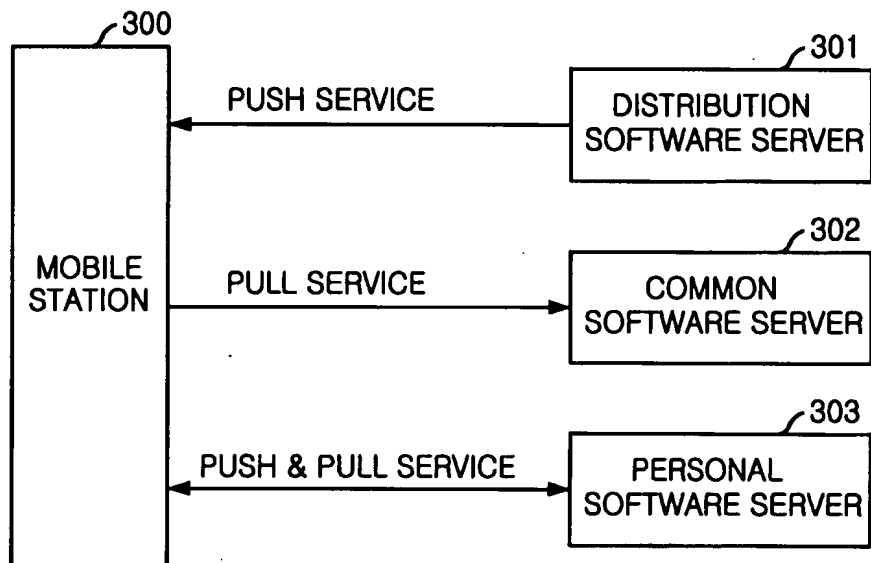 300
MOBILE
STATION
PUSH SERVICE
301
DISTRIBUTION
SOFTWARE SERVER
PULL SERVICE
302
COMMON
SOFTWARE SERVER
PUSH & PULL SERVICE
303
PERSONAL
SOFTWARE SERVER